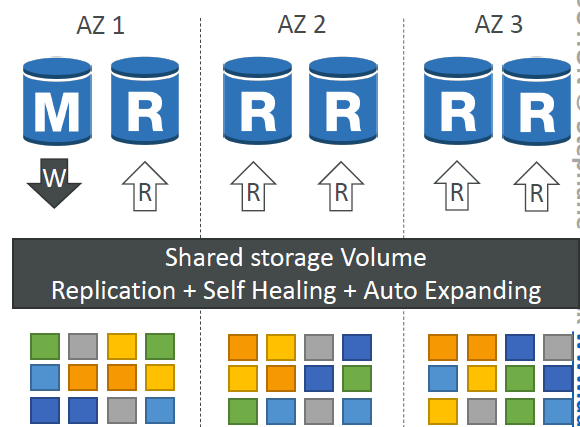 AZ 1 AZ 2 AZ 3
M R R R R R
W R R R R R
Shared storage Volume
Replication + Self Healing + Auto Expanding